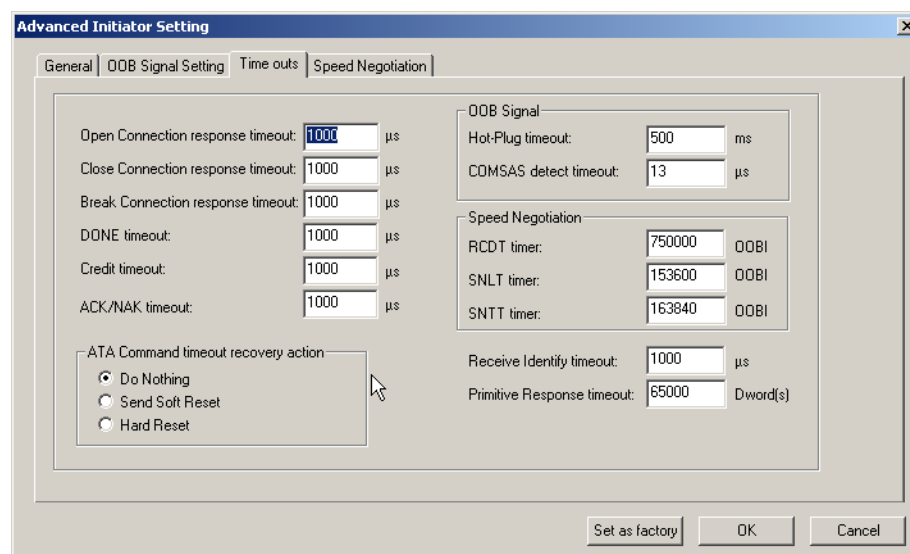 Advanced Initiator Setting
General OOB Signal Setting Time outs Speed Negotiation
Open Connection response timeout: 1000 µs
Close Connection response timeout: 1000 µs
Break Connection response timeout: 1000 µs
DONE timeout: 1000 µs
Credit timeout: 1000 µs
ACK/NAK timeout: 1000 µs
ATA Command timeout recovery action
Do Nothing
Send Soft Reset
Hard Reset
OOB Signal
Hot-Plug timeout: 500 ms
COMSAS detect timeout: 13 µs
Speed Negotiation
RCDT timer: 750000 OOBI
SNLT timer: 153600 OOBI
SNTT timer: 163840 OOBI
Receive Identify timeout: 1000 µs
Primitive Response timeout: 65000 Dword(s)
Set as factory OK Cancel